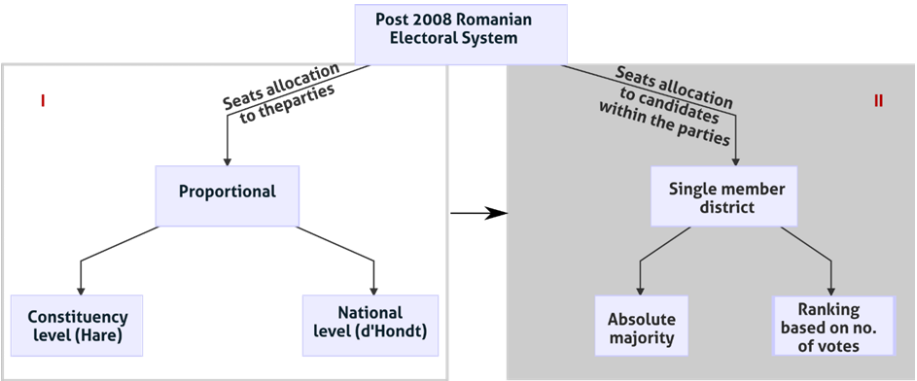 Post 2008 Romanian
Electoral System
I
Seats allocation
to theparties
Proportional
Constituency
level (Hare)
National
level (d'Hondt)
II
Seats allocation
to candidates
within the parties
Single member
district
Absolute
majority
Ranking
based on no.
of votes